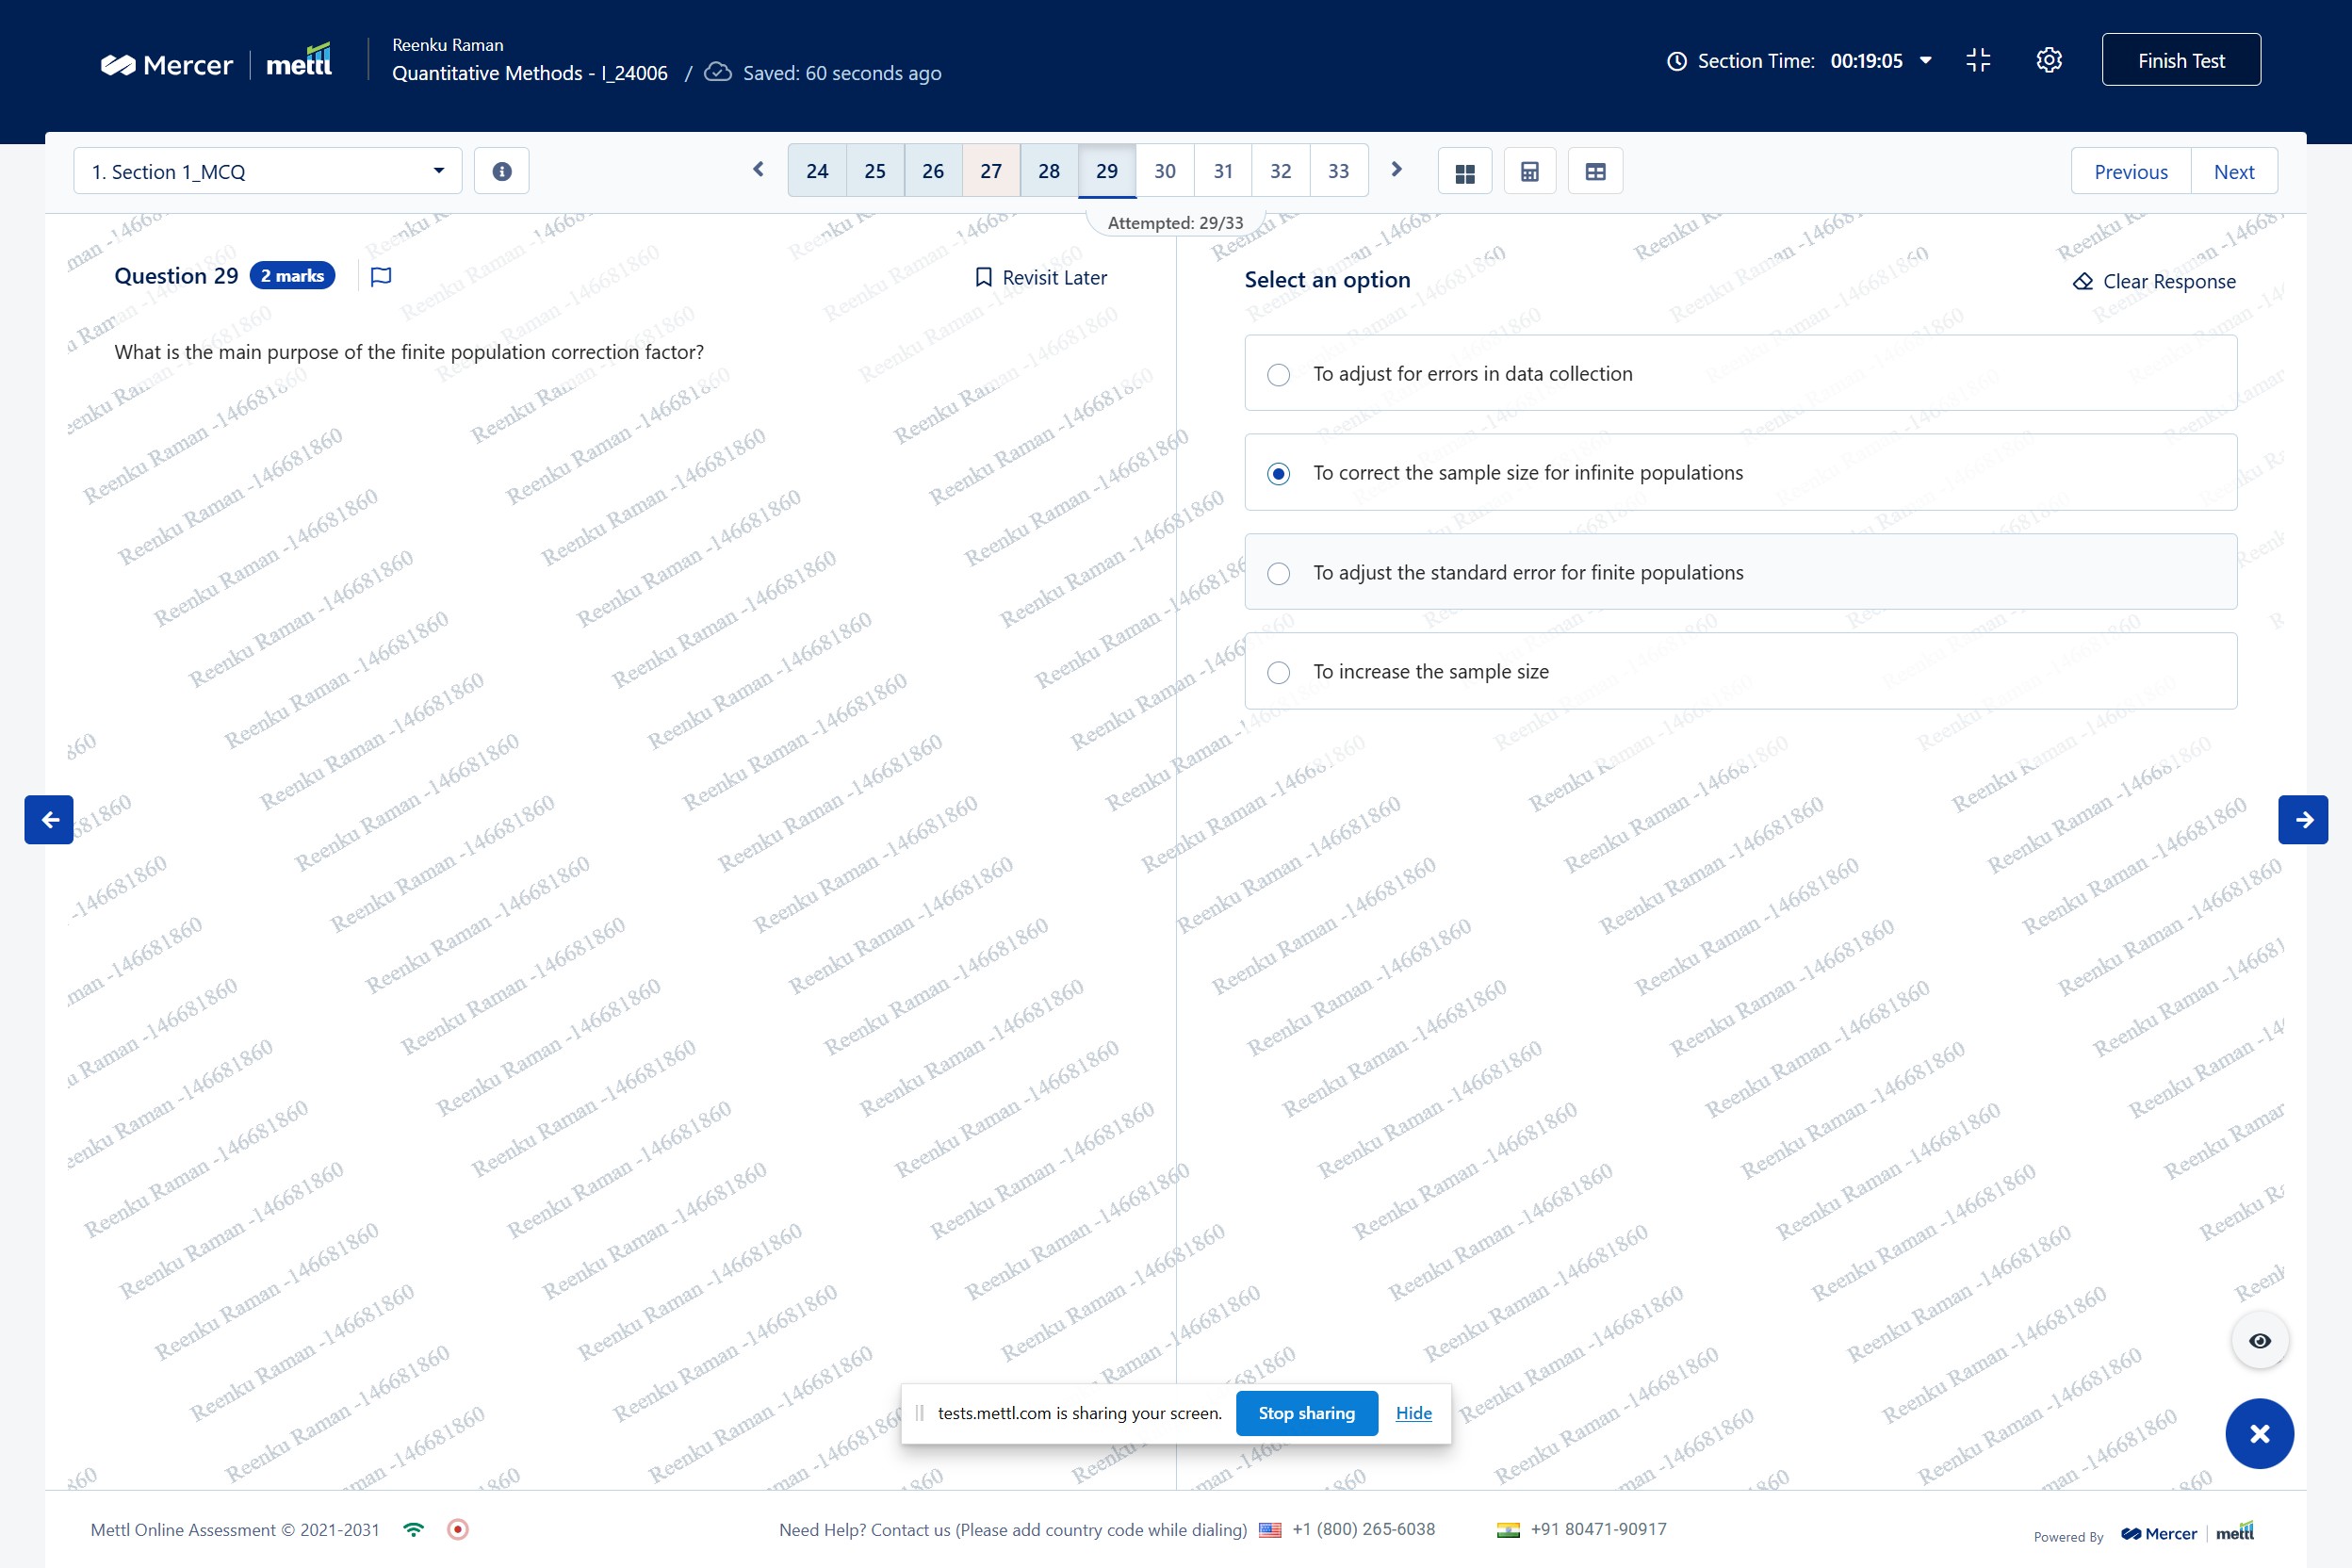 Mercer | mettl
Reenku Raman
Quantitative Methods - I_24006 / Saved: 60 seconds ago
Section Time: 00:19:05
Finish Test
1. Section 1_MCQ
24 25 26 27 28 29 30 31 32 33
Previous Next
Attempted: 29/33
Question 29 2 marks
Revisit Later
What is the main purpose of the finite population correction factor?
Select an option
Clear Response
To adjust for errors in data collection
To correct the sample size for infinite populations
To adjust the standard error for finite populations
To increase the sample size
Reenku Raman -146681860
tests.mettl.com is sharing your screen. Stop sharing Hide
Mettl Online Assessment © 2021-2031
Need Help? Contact us (Please add country code while dialing) +1 (800) 265-6038 +91 80471-90917
Powered By Mercer | mettl